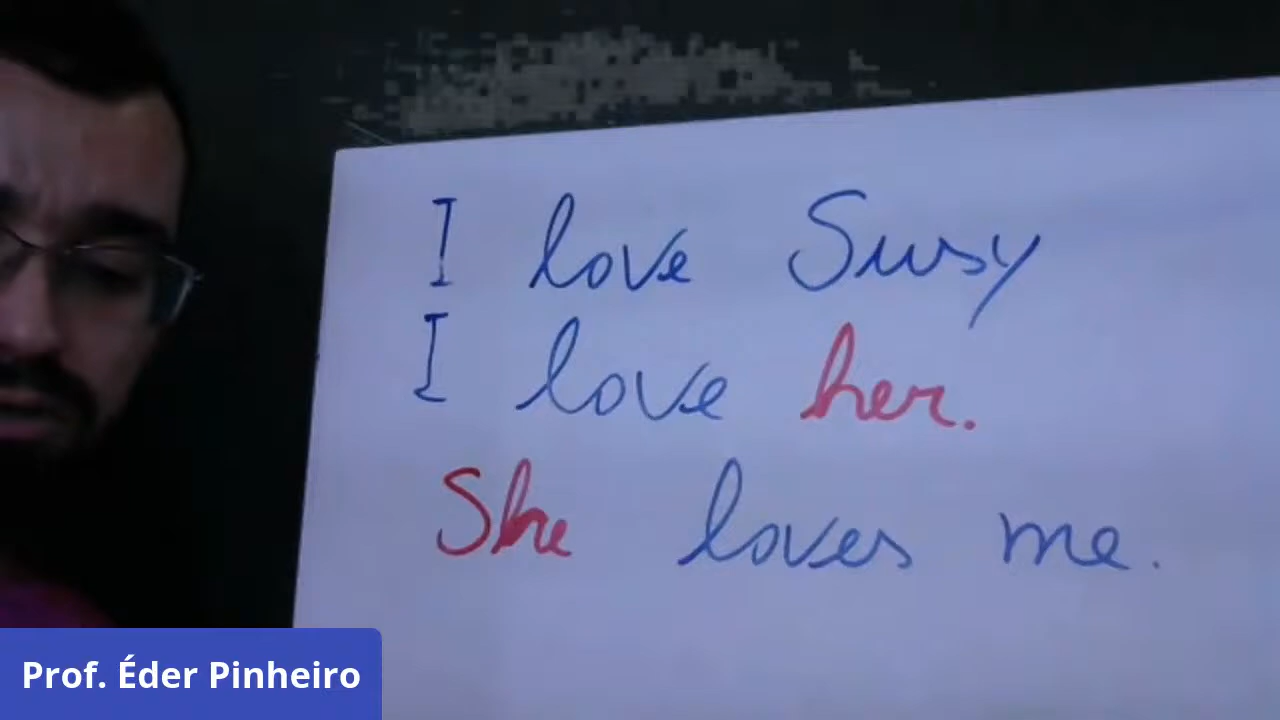 I love Susy
I love her.
She loves me.
Prof. Éder Pinheiro